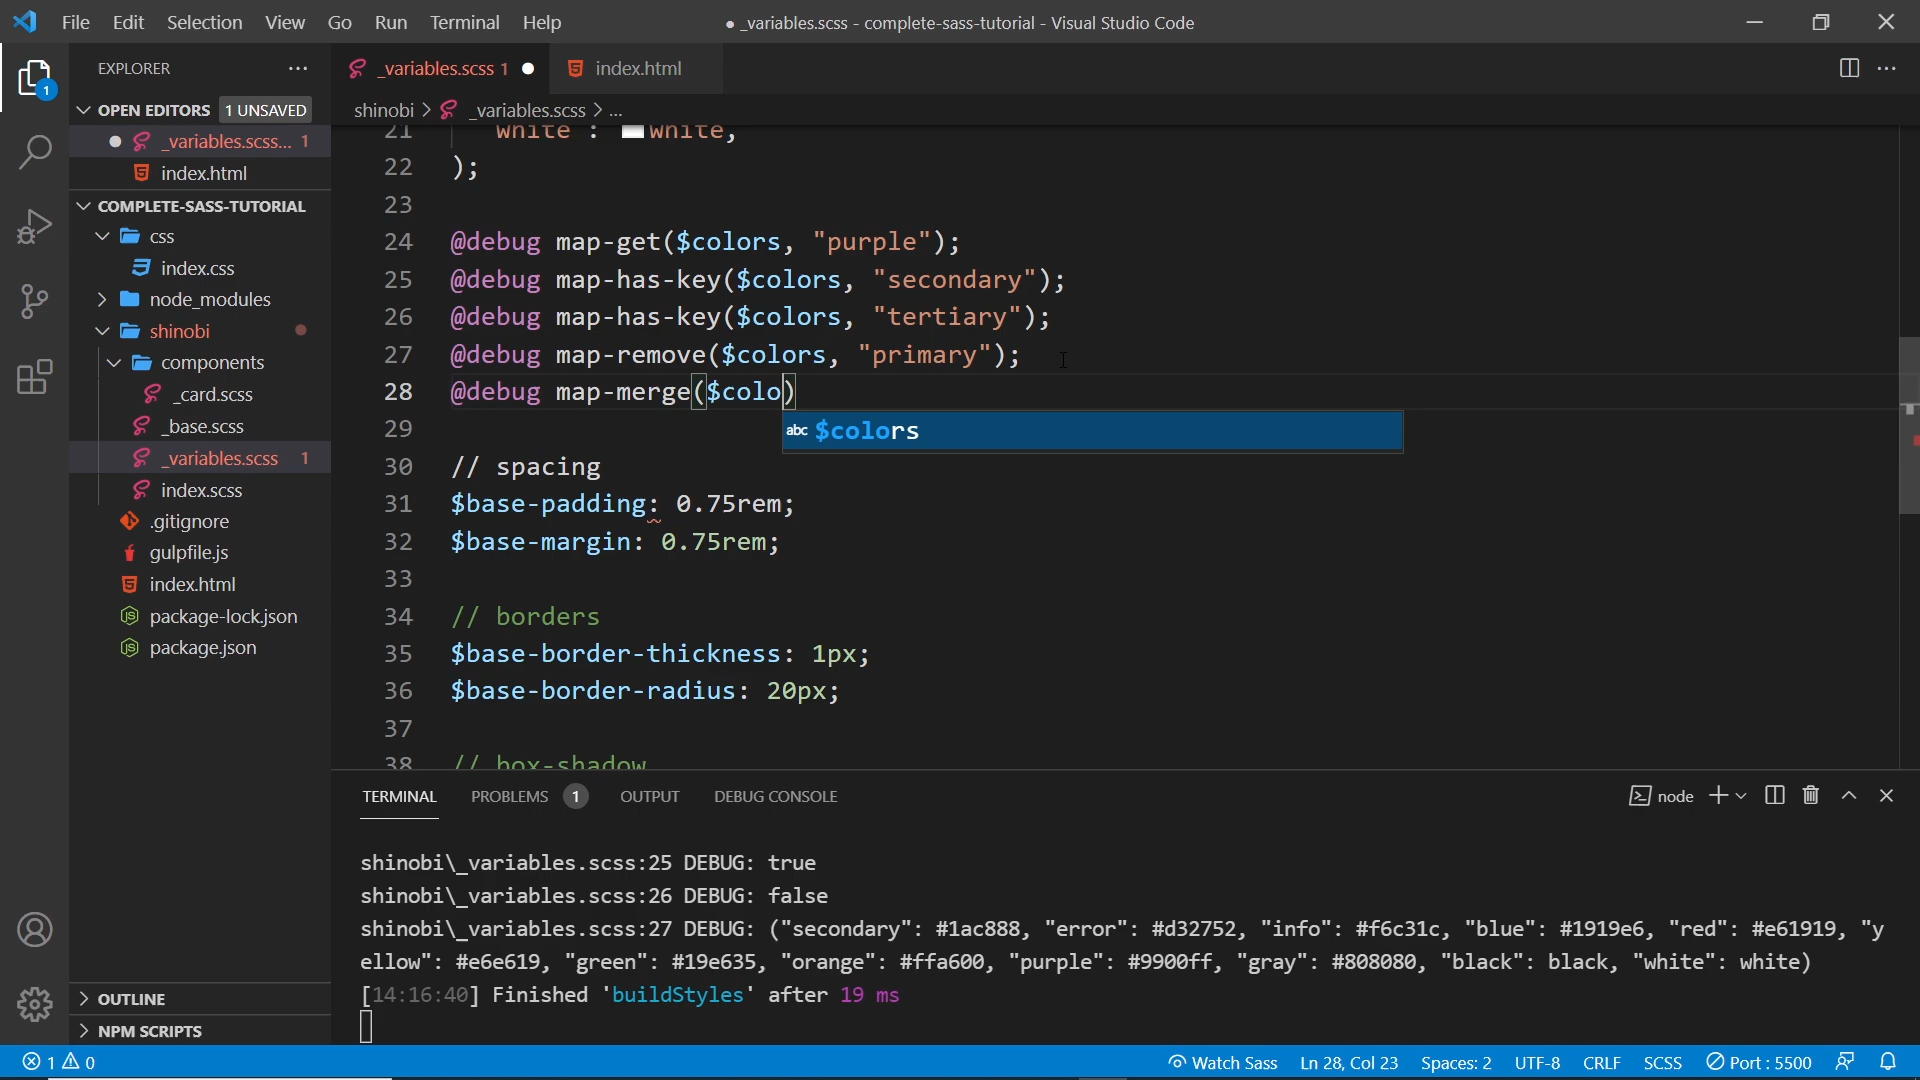 File Edit Selection View Go Run Terminal Help
● _variables.scss - complete-sass-tutorial - Visual Studio Code
EXPLORER
_variables.scss 1
index.html
OPEN EDITORS 1 UNSAVED
shinobi > _variables.scss > ...
_variables.scss... 1
index.html
COMPLETE-SASS-TUTORIAL
css
index.css
node_modules
shinobi
components
_card.scss
_base.scss
_variables.scss 1
index.scss
.gitignore
gulpfile.js
index.html
package-lock.json
package.json
OUTLINE
NPM SCRIPTS
1
21 white : white,
22 );
23
24 @debug map-get($colors, "purple");
25 @debug map-has-key($colors, "secondary");
26 @debug map-has-key($colors, "tertiary");
27 @debug map-remove($colors, "primary");
28 @debug map-merge($colo)
abc $colors
29
30 // spacing
31 $base-padding: 0.75rem;
32 $base-margin: 0.75rem;
33
34 // borders
35 $base-border-thickness: 1px;
36 $base-border-radius: 20px;
37
38 // box-shadow
TERMINAL PROBLEMS 1 OUTPUT DEBUG CONSOLE
node
shinobi\_variables.scss:25 DEBUG: true
shinobi\_variables.scss:26 DEBUG: false
shinobi\_variables.scss:27 DEBUG: ("secondary": #1ac888, "error": #d32752, "info": #f6c31c, "blue": #1919e6, "red": #e61919, "y
ellow": #e6e619, "green": #19e635, "orange": #ffa600, "purple": #9900ff, "gray": #808080, "black": black, "white": white)
[14:16:40] Finished 'buildStyles' after 19 ms
1 0
Watch Sass Ln 28, Col 23 Spaces: 2 UTF-8 CRLF SCSS Port : 5500